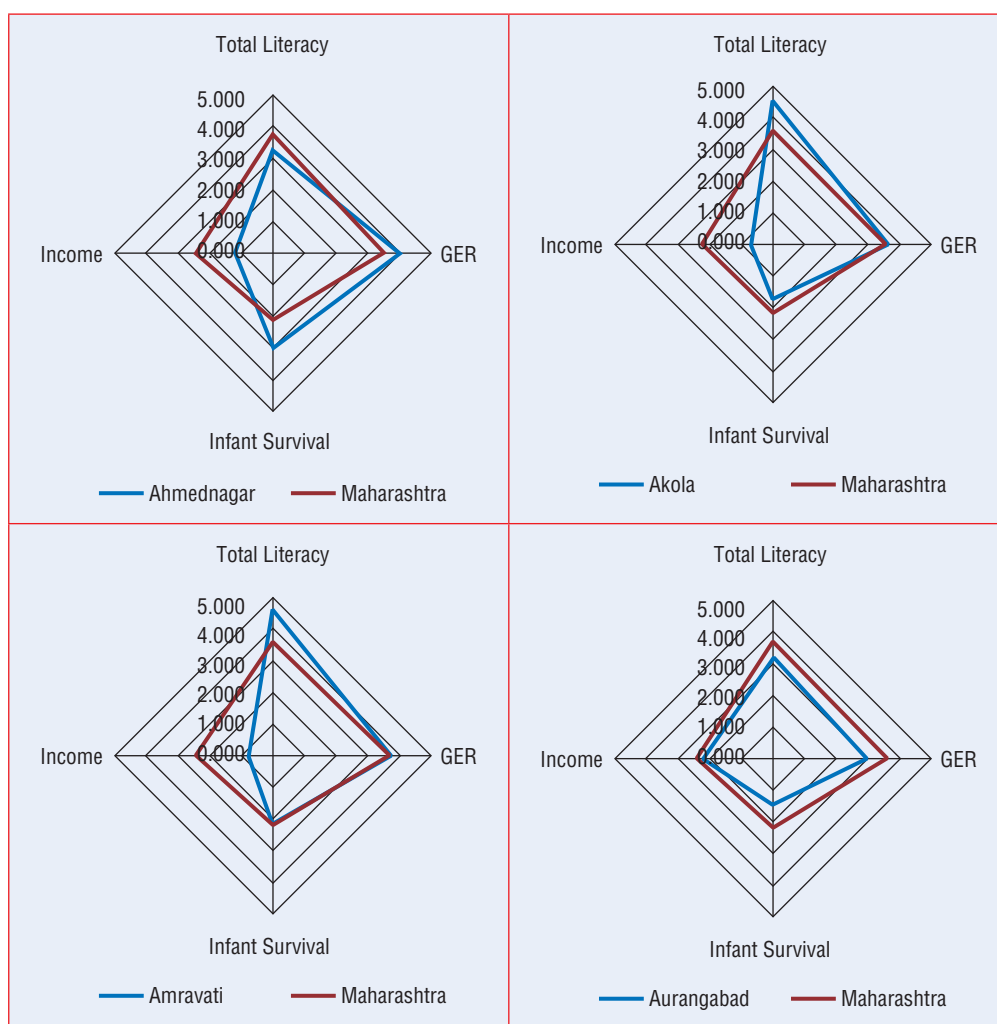 Total Literacy
5.000
4.000
3.000
2.000
1.000
0.000
Income
GER
Infant Survival
Ahmednagar Maharashtra
Total Literacy
5.000
4.000
3.000
2.000
1.000
0.000
Income
GER
Infant Survival
Akola Maharashtra
Total Literacy
5.000
4.000
3.000
2.000
1.000
0.000
Income
GER
Infant Survival
Amravati Maharashtra
Total Literacy
5.000
4.000
3.000
2.000
1.000
0.000
Income
GER
Infant Survival
Aurangabad Maharashtra